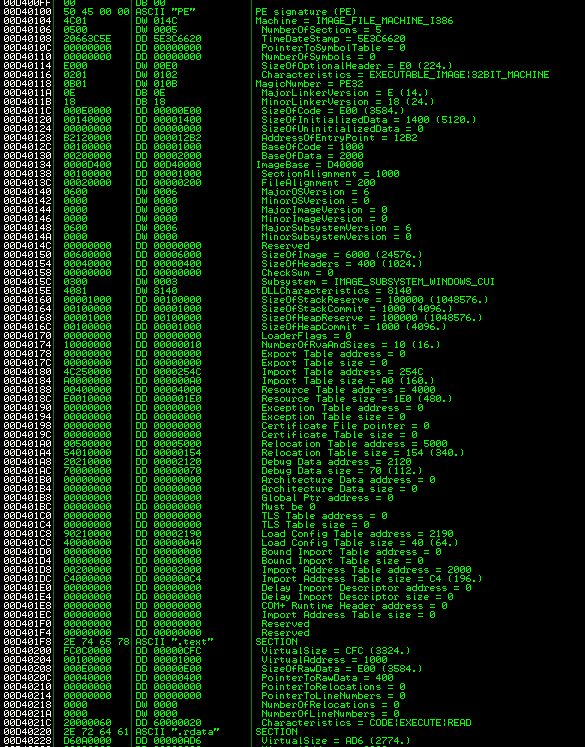 00D400FF 00 DB 00
00D40100 50 45 00 00 ASCII "PE" PE signature (PE)
00D40104 4C01 DW 014C Machine = IMAGE_FILE_MACHINE_I386
00D40106 0500 DW 0005 NumberOfSections = 5
00D40108 20663C5E DD 5E3C6620 TimeDateStamp = 5E3C6620
00D4010C 00000000 DD 00000000 PointerToSymbolTable = 0
00D40110 00000000 DD 00000000 NumberOfSymbols = 0
00D40114 E000 DW 00E0 SizeOfOptionalHeader = E0 (224.)
00D40116 0201 DW 0102 Characteristics = EXECUTABLE_IMAGE|32BIT_MACHINE
00D40118 0B01 DW 010B MagicNumber = PE32
00D4011A 0E DB 0E MajorLinkerVersion = E (14.)
00D4011B 18 DB 18 MinorLinkerVersion = 18 (24.)
00D4011C 000E0000 DD 00000E00 SizeOfCode = E00 (3584.)
00D40120 00140000 DD 00001400 SizeOfInitializedData = 1400 (5120.)
00D40124 00000000 DD 00000000 SizeOfUninitializedData = 0
00D40128 B2120000 DD 000012B2 AddressOfEntryPoint = 12B2
00D4012C 00100000 DD 00001000 BaseOfCode = 1000
00D40130 00200000 DD 00002000 BaseOfData = 2000
00D40134 0000D400 DD 00D40000 ImageBase = D40000
00D40138 00100000 DD 00001000 SectionAlignment = 1000
00D4013C 00020000 DD 00000200 FileAlignment = 200
00D40140 0600 DW 0006 MajorOSVersion = 6
00D40142 0000 DW 0000 MinorOSVersion = 0
00D40144 0000 DW 0000 MajorImageVersion = 0
00D40146 0000 DW 0000 MinorImageVersion = 0
00D40148 0600 DW 0006 MajorSubsystemVersion = 6
00D4014A 0000 DW 0000 MinorSubsystemVersion = 0
00D4014C 00000000 DD 00000000 Reserved
00D40150 00600000 DD 00006000 SizeOfImage = 6000 (24576.)
00D40154 00040000 DD 00000400 SizeOfHeaders = 400 (1024.)
00D40158 00000000 DD 00000000 CheckSum = 0
00D4015C 0300 DW 0003 Subsystem = IMAGE_SUBSYSTEM_WINDOWS_CUI
00D4015E 4081 DW 8140 DLLCharacteristics = 8140
00D40160 00001000 DD 00100000 SizeOfStackReserve = 100000 (1048576.)
00D40164 00100000 DD 00001000 SizeOfStackCommit = 1000 (4096.)
00D40168 00001000 DD 00100000 SizeOfHeapReserve = 100000 (1048576.)
00D4016C 00100000 DD 00001000 SizeOfHeapCommit = 1000 (4096.)
00D40170 00000000 DD 00000000 LoaderFlags = 0
00D40174 10000000 DD 00000010 NumberOfRvaAndSizes = 10 (16.)
00D40178 00000000 DD 00000000 Export Table address = 0
00D4017C 00000000 DD 00000000 Export Table size = 0
00D40180 4C250000 DD 0000254C Import Table address = 254C
00D40184 A0000000 DD 000000A0 Import Table size = A0 (160.)
00D40188 00400000 DD 00004000 Resource Table address = 4000
00D4018C E0010000 DD 000001E0 Resource Table size = 1E0 (480.)
00D40190 00000000 DD 00000000 Exception Table address = 0
00D40194 00000000 DD 00000000 Exception Table size = 0
00D40198 00000000 DD 00000000 Certificate File pointer = 0
00D4019C 00000000 DD 00000000 Certificate Table size = 0
00D401A0 00500000 DD 00005000 Relocation Table address = 5000
00D401A4 54010000 DD 00000154 Relocation Table size = 154 (340.)
00D401A8 20210000 DD 00002120 Debug Data address = 2120
00D401AC 70000000 DD 00000070 Debug Data size = 70 (112.)
00D401B0 00000000 DD 00000000 Architecture Data address = 0
00D401B4 00000000 DD 00000000 Architecture Data size = 0
00D401B8 00000000 DD 00000000 Global Ptr address = 0
00D401BC 00000000 DD 00000000 Must be 0
00D401C0 00000000 DD 00000000 TLS Table address = 0
00D401C4 00000000 DD 00000000 TLS Table size = 0
00D401C8 90210000 DD 00002190 Load Config Table address = 2190
00D401CC 40000000 DD 00000040 Load Config Table size = 40 (64.)
00D401D0 00000000 DD 00000000 Bound Import Table address = 0
00D401D4 00000000 DD 00000000 Bound Import Table size = 0
00D401D8 00200000 DD 00002000 Import Address Table address = 2000
00D401DC C4000000 DD 000000C4 Import Address Table size = C4 (196.)
00D401E0 00000000 DD 00000000 Delay Import Descriptor address = 0
00D401E4 00000000 DD 00000000 Delay Import Descriptor size = 0
00D401E8 00000000 DD 00000000 COM+ Runtime Header address = 0
00D401EC 00000000 DD 00000000 Import Address Table size = 0
00D401F0 00000000 DD 00000000 Reserved
00D401F4 00000000 DD 00000000 Reserved
00D401F8 2E 74 65 78 ASCII ".text" SECTION
00D40200 FC0C0000 DD 00000CFC VirtualSize = CFC (3324.)
00D40204 00100000 DD 00001000 VirtualAddress = 1000
00D40208 000E0000 DD 00000E00 SizeOfRawData = E00 (3584.)
00D4020C 00040000 DD 00000400 PointerToRawData = 400
00D40210 00000000 DD 00000000 PointerToRelocations = 0
00D40214 00000000 DD 00000000 PointerToLineNumbers = 0
00D40218 0000 DW 0000 NumberOfRelocations = 0
00D4021A 0000 DW 0000 NumberOfLineNumbers = 0
00D4021C 20000060 DD 60000020 Characteristics = CODE|EXECUTE|READ
00D40220 2E 72 64 61 ASCII ".rdata" SECTION
00D40228 D60A0000 DD 00000AD6 VirtualSize = AD6 (2774.)